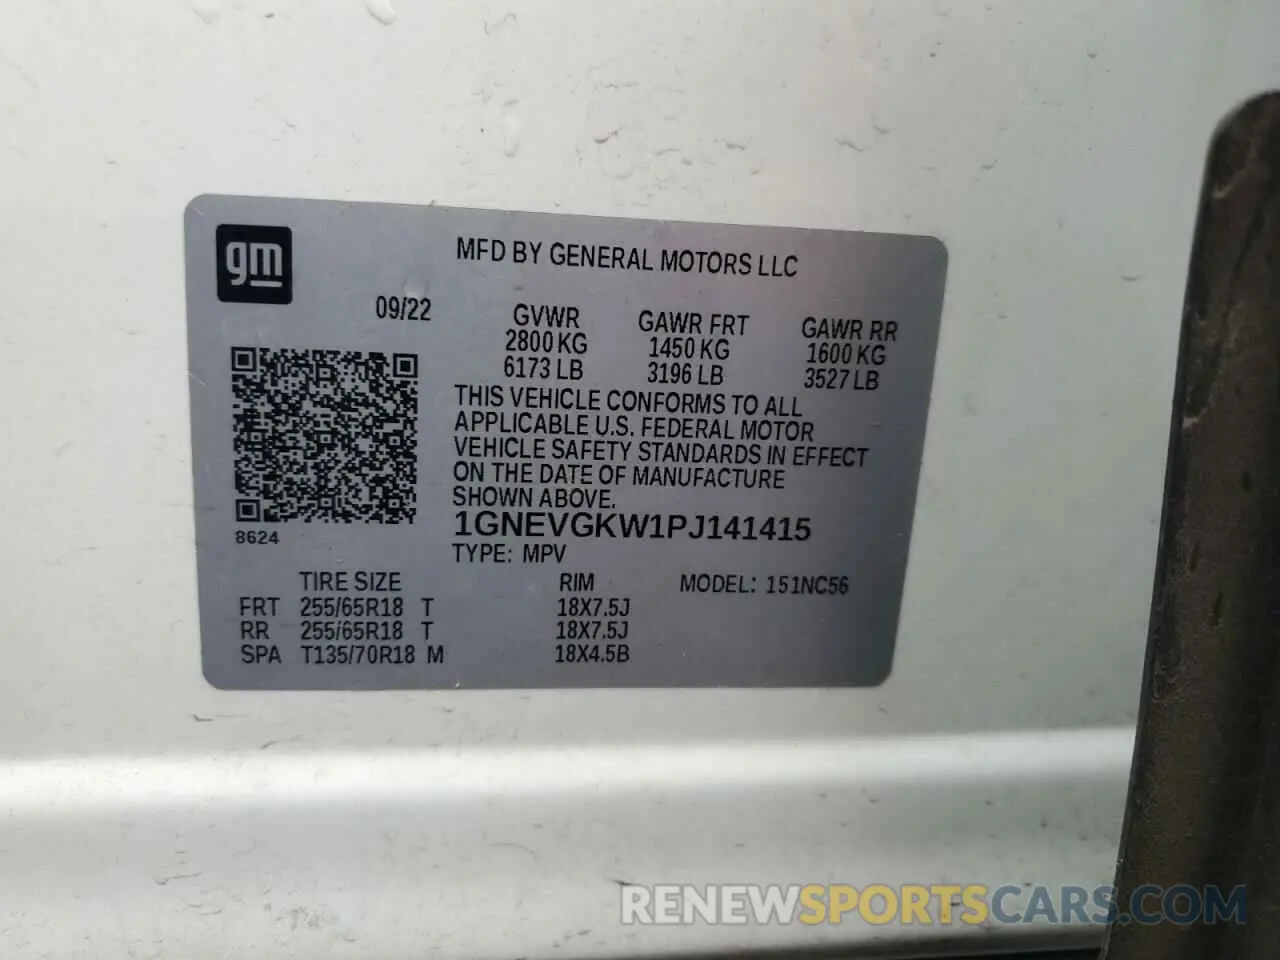 gm
MFD BY GENERAL MOTORS LLC
09/22 GVWR GAWR FRT GAWR RR
2800 KG 1450 KG 1600 KG
6173 LB 3196 LB 3527 LB
THIS VEHICLE CONFORMS TO ALL
APPLICABLE U.S. FEDERAL MOTOR
VEHICLE SAFETY STANDARDS IN EFFECT
ON THE DATE OF MANUFACTURE
SHOWN ABOVE.
1GNEVGKW1PJ141415
8624
TYPE: MPV
TIRE SIZE RIM MODEL: 151NC56
FRT 255/65R18 T 18X7.5J
RR 255/65R18 T 18X7.5J
SPA T135/70R18 M 18X4.5B
RENEWSPORTSCARS.COM